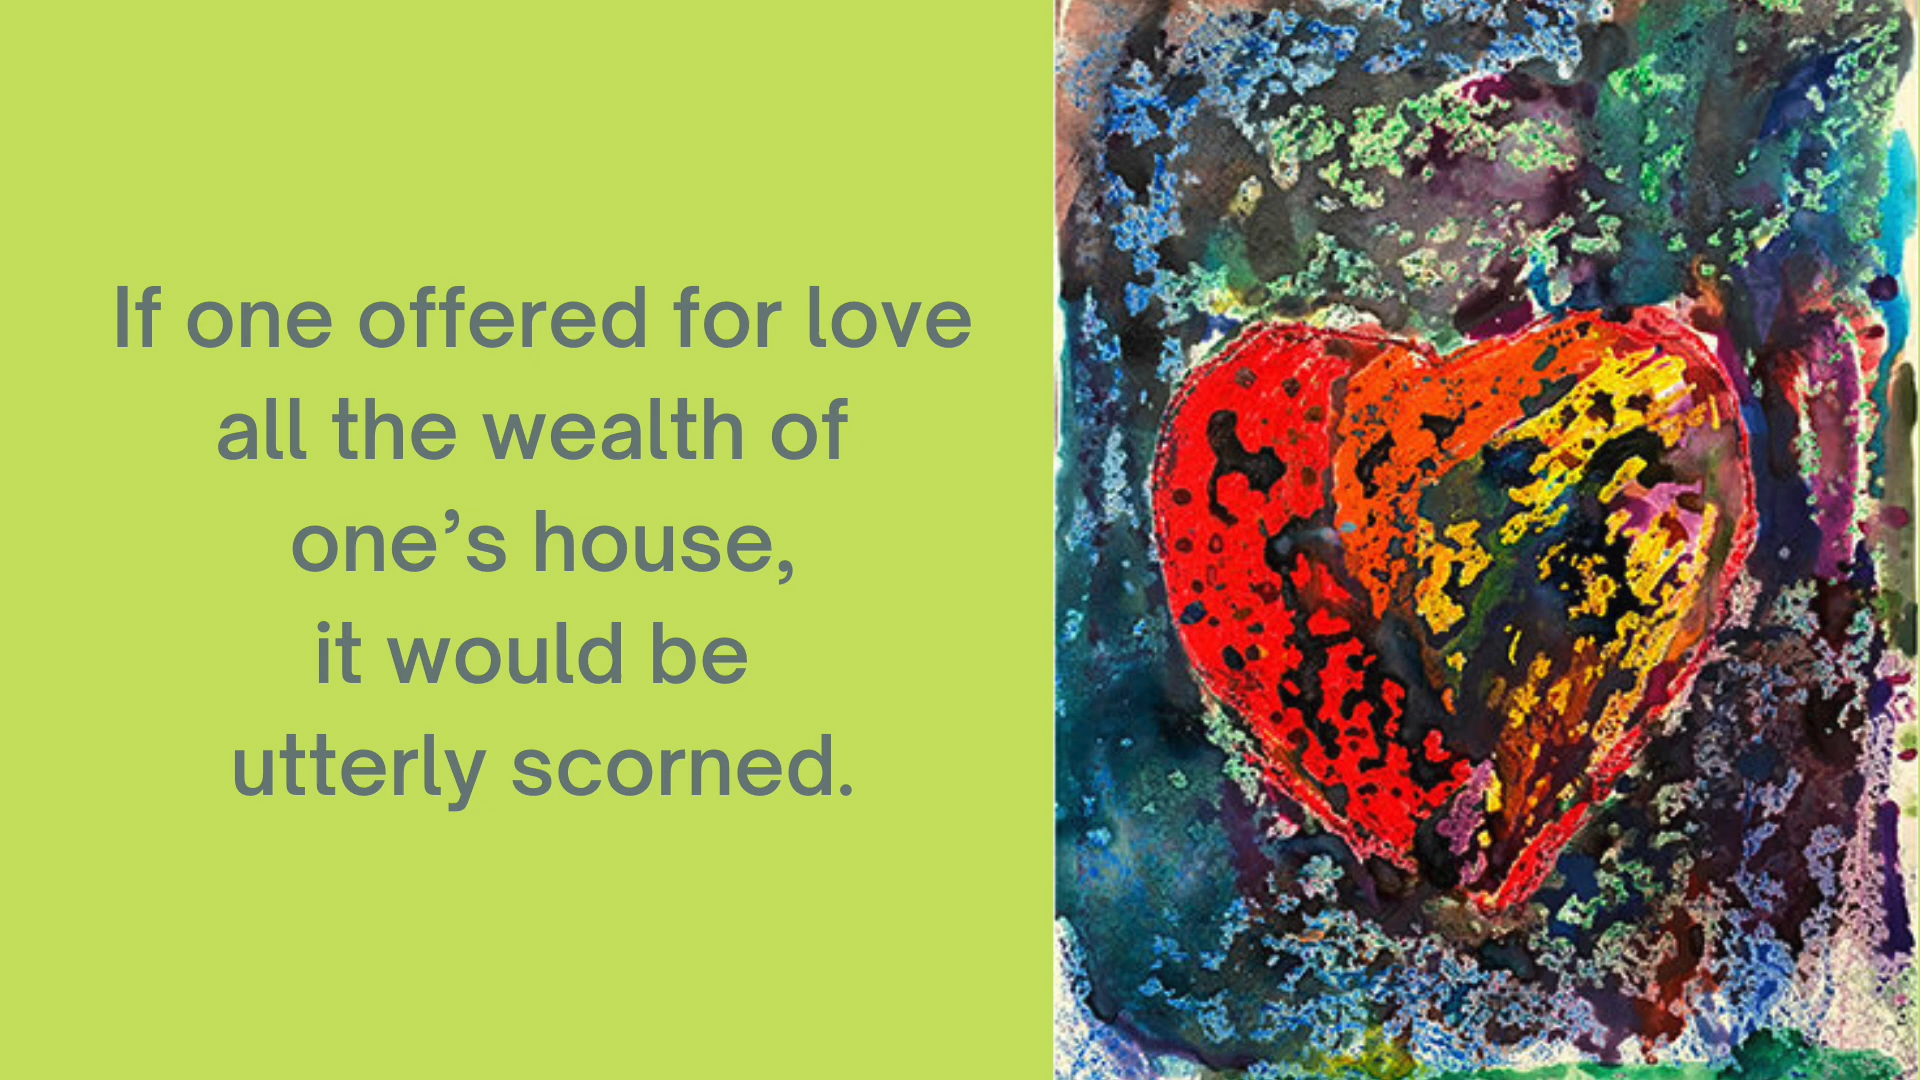 If one offered for love
all the wealth of
one’s house,
it would be
utterly scorned.